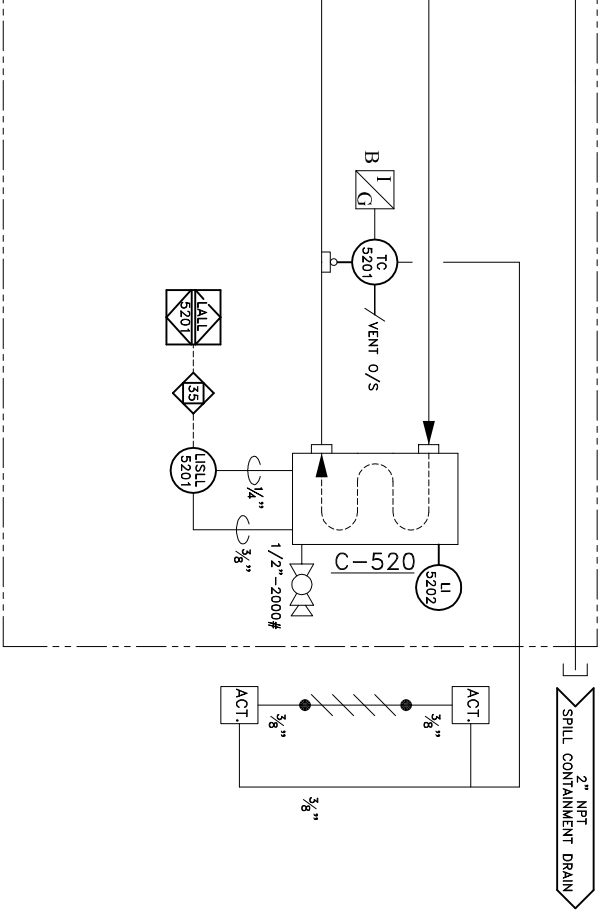 2" NPT
SPILL CONTAINMENT DRAIN
B
I
G
TC
5201
VENT O/S
LALL
5201
35
LISLL
5201
1/4"
3/8"
1/2"-2000#
C-520
LI
5202
ACT.
3/8"
3/8"
ACT.
3/8"